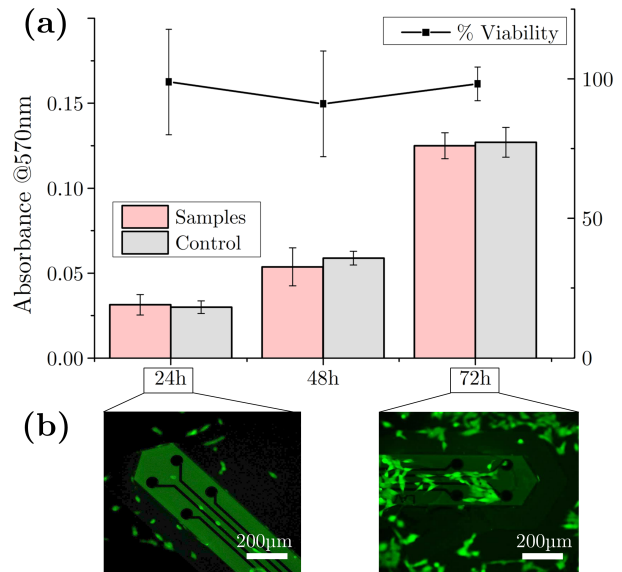 (a)
% Viability
0.15
100
Absorbance @570nm
0.10
Samples
Control
50
0.05
0.00
0
24h
48h
72h
(b)
200µm
200µm